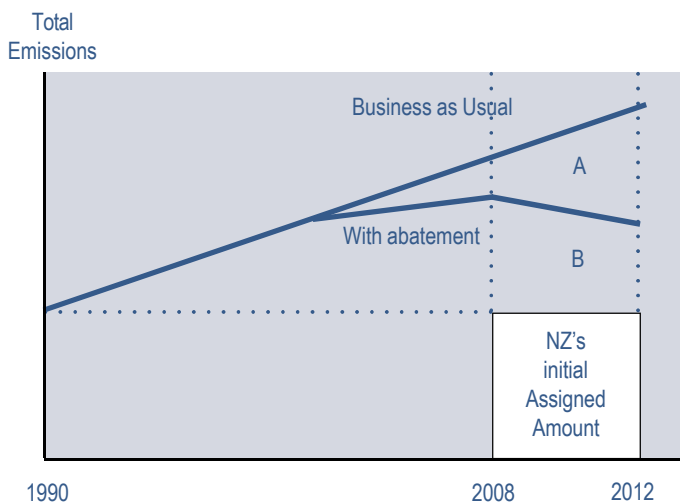 Total
Emissions
Business as Usual
A
With abatement
B
NZ's
initial
Assigned
Amount
1990
2008
2012